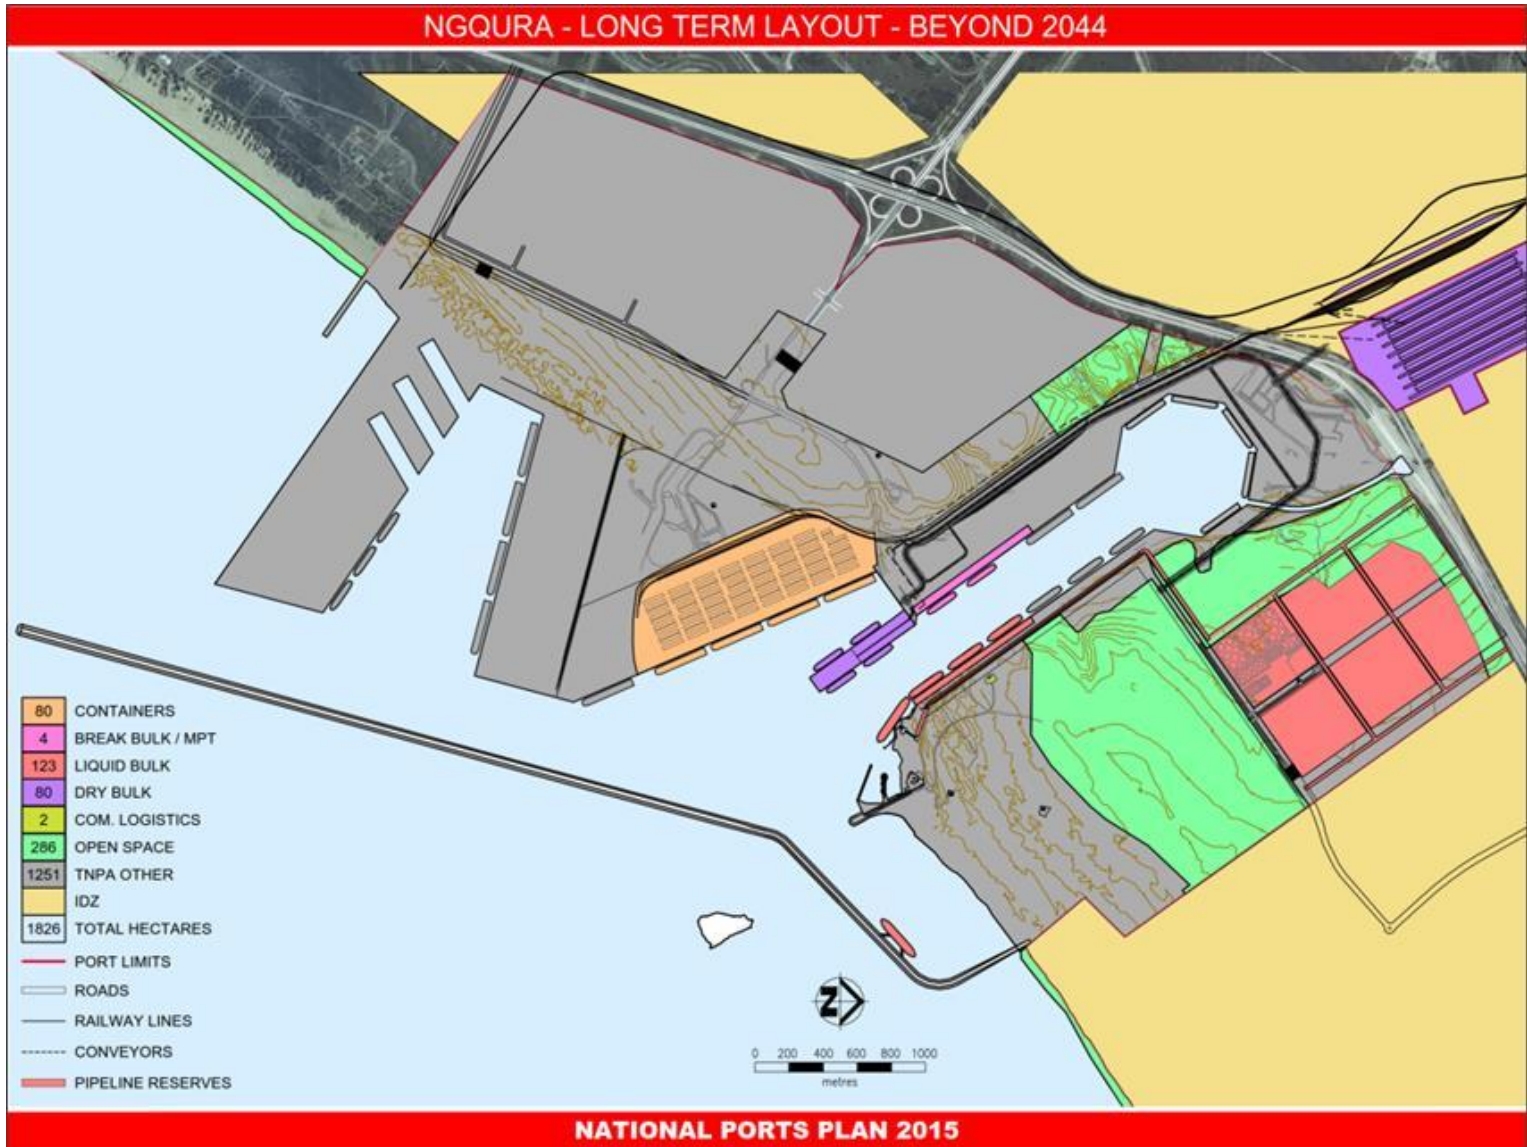 NGQURA - LONG TERM LAYOUT - BEYOND 2044
80 CONTAINERS
4 BREAK BULK / MPT
123 LIQUID BULK
80 DRY BULK
2 COM. LOGISTICS
286 OPEN SPACE
1251 TNPA OTHER
IDZ
1826 TOTAL HECTARES
PORT LIMITS
ROADS
RAILWAY LINES
CONVEYORS
PIPELINE RESERVES
N
0 200 400 600 800 1000
metres
NATIONAL PORTS PLAN 2015